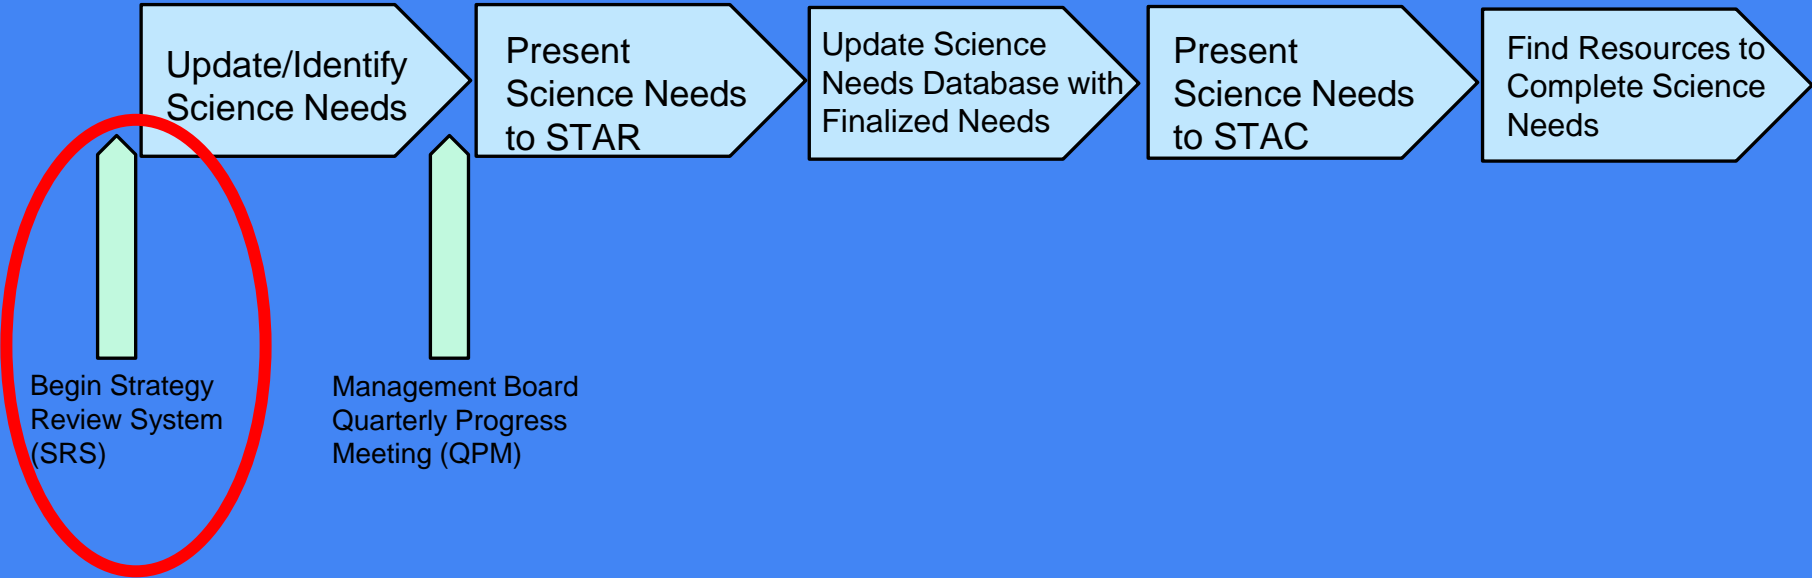 Update/Identify
Science Needs
Present
Science Needs
to STAR
Update Science
Needs Database with
Finalized Needs
Present
Science Needs
to STAC
Find Resources to
Complete Science
Needs
Begin Strategy
Review System
(SRS)
Management Board
Quarterly Progress
Meeting (QPM)